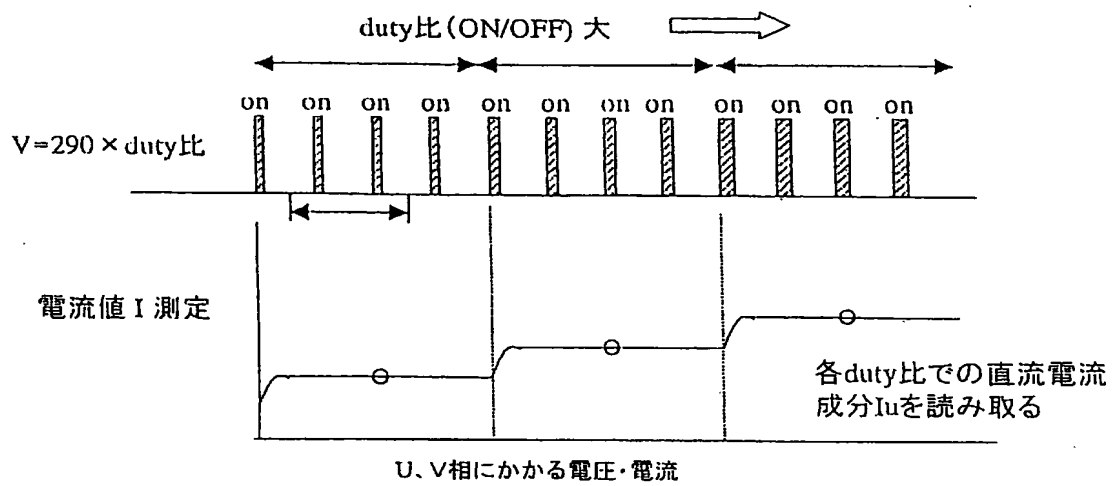 duty比(ON/OFF) 大
on on on on on on on on on on on on
V=290×duty比
電流値 I 測定
各duty比での直流電流
成分Iuを読み取る
U、V相にかかる電圧・電流